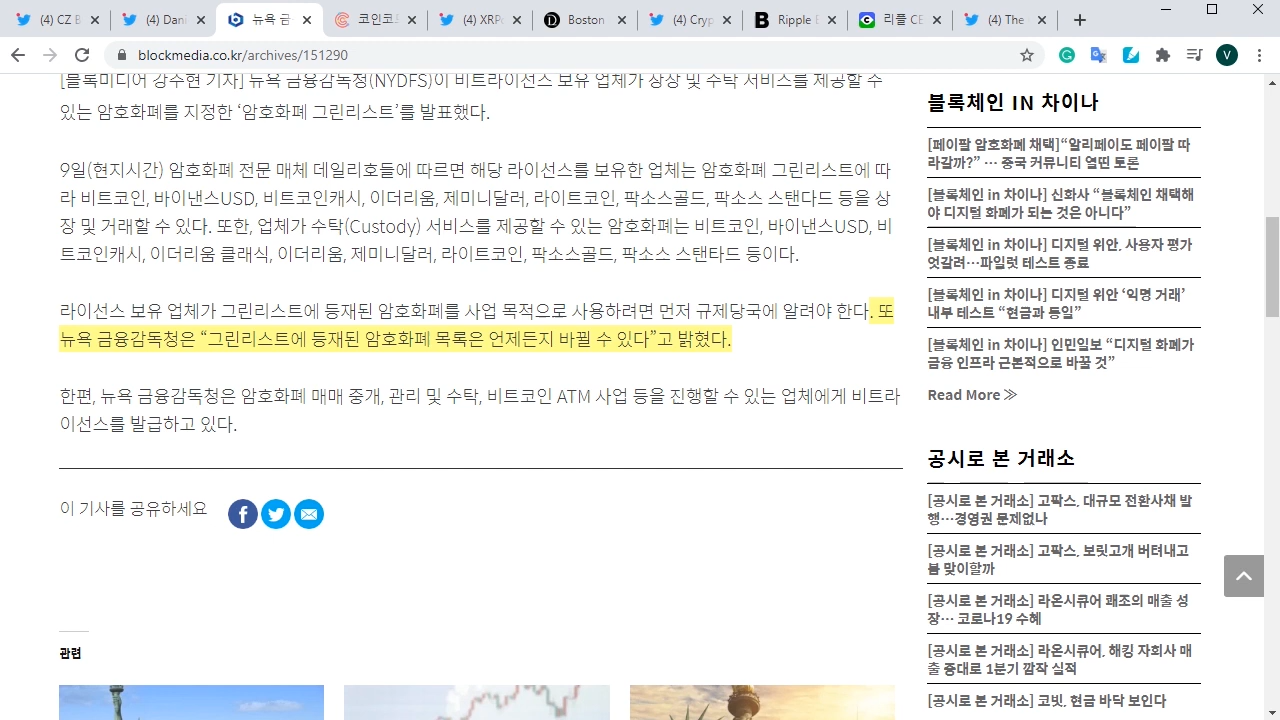 (4) CZ B
(4) Dani
뉴욕 금
코인코
(4) XRP
Boston
(4) Cryp
Ripple E
리플 CE
(4) The
blockmedia.co.kr/archives/151290
V
[블록미디어 강주현 기자] 뉴욕 금융감독청(NYDFS)이 비트라이선스 보유 업체가 상장 및 수탁 서비스를 제공할 수
있는 암호화폐를 지정한 ‘암호화폐 그린리스트’를 발표했다.
9일(현지시간) 암호화폐 전문 매체 데일리호들에 따르면 해당 라이선스를 보유한 업체는 암호화폐 그린리스트에 따
라 비트코인, 바이낸스USD, 비트코인캐시, 이더리움, 제미니달러, 라이트코인, 팍소스골드, 팍소스 스탠다드 등을 상
장 및 거래할 수 있다. 또한, 업체가 수탁(Custody) 서비스를 제공할 수 있는 암호화폐는 비트코인, 바이낸스USD, 비
트코인캐시, 이더리움 클래식, 이더리움, 제미니달러, 라이트코인, 팍소스골드, 팍소스 스탠타드 등이다.
라이선스 보유 업체가 그린리스트에 등재된 암호화폐를 사업 목적으로 사용하려면 먼저 규제당국에 알려야 한다. 또
뉴욕 금융감독청은 “그린리스트에 등재된 암호화폐 목록은 언제든지 바뀔 수 있다”고 밝혔다.
한편, 뉴욕 금융감독청은 암호화폐 매매 중개, 관리 및 수탁, 비트코인 ATM 사업 등을 진행할 수 있는 업체에게 비트라
이선스를 발급하고 있다.
이 기사를 공유하세요
관련
블록체인 IN 차이나
[페이팔 암호화폐 채택]“알리페이도 페이팔 따
라갈까?” … 중국 커뮤니티 열띤 토론
[블록체인 in 차이나] 신화사 “블록체인 채택해
야 디지털 화폐가 되는 것은 아니다”
[블록체인 in 차이나] 디지털 위안, 사용자 평가
엇갈려…파일럿 테스트 종료
[블록체인 in 차이나] 디지털 위안 ‘익명 거래’
내부 테스트 “현금과 동일”
[블록체인 in 차이나] 인민일보 “디지털 화폐가
금융 인프라 근본적으로 바꿀 것”
Read More ≫
공시로 본 거래소
[공시로 본 거래소] 고팍스, 대규모 전환사채 발
행…경영권 문제없나
[공시로 본 거래소] 고팍스, 보릿고개 버텨내고
봄 맞이할까
[공시로 본 거래소] 라온시큐어 쾌조의 매출 성
장… 코로나19 수혜
[공시로 본 거래소] 라온시큐어, 해킹 자회사 매
출 증대로 1분기 깜작 실적
[공시로 본 거래소] 코빗, 현금 바닥 보인다